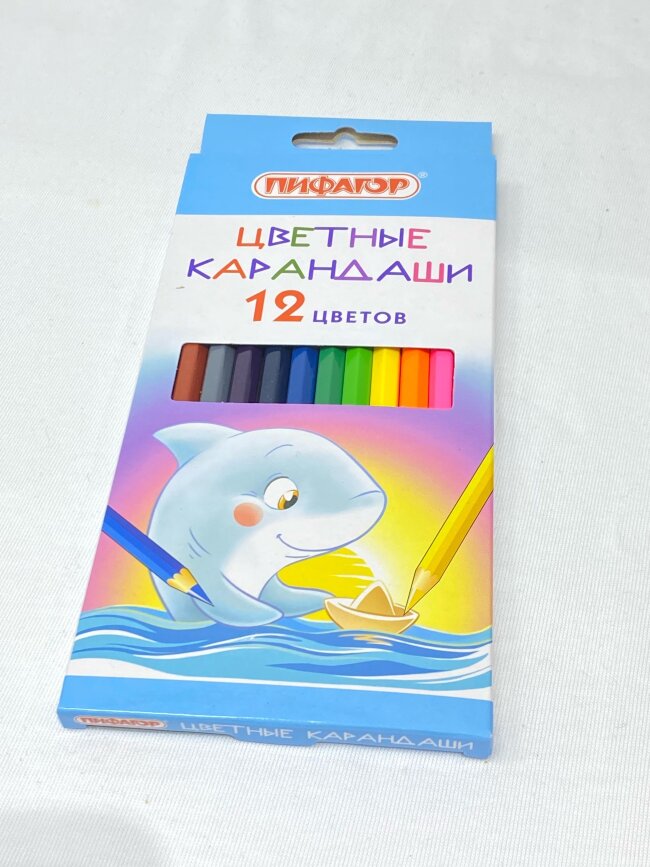 ПИФАГОР®
ЦВЕТНЫЕ
КАРАНДАШИ
12 ЦВЕТОВ
ПИФАГОР ЦВЕТНЫЕ КАРАНДАШИ